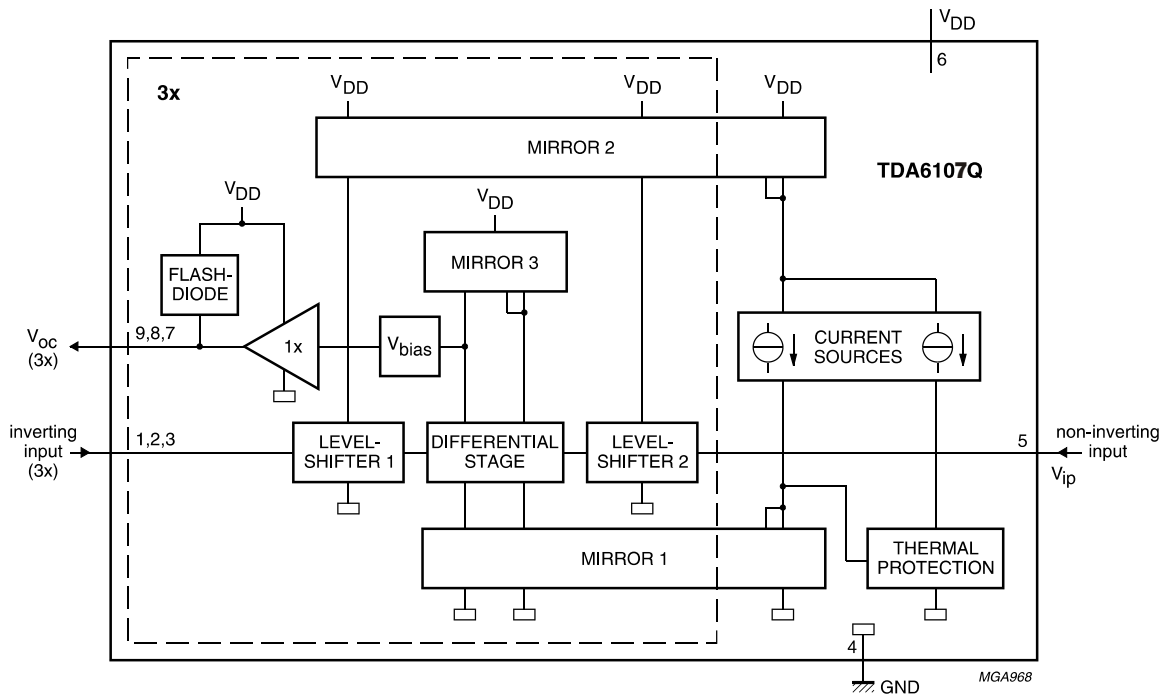 VDD
6
3x
VDD
VDD
VDD
MIRROR 2
TDA6107Q
VDD
VDD
MIRROR 3
FLASH-
DIODE
CURRENT
SOURCES
Voc
(3x)
9,8,7
1x
Vbias
inverting
input
(3x)
1,2,3
LEVEL-
SHIFTER 1
DIFFERENTIAL
STAGE
LEVEL-
SHIFTER 2
5
non-inverting
input
Vip
MIRROR 1
THERMAL
PROTECTION
4
GND
MGA968